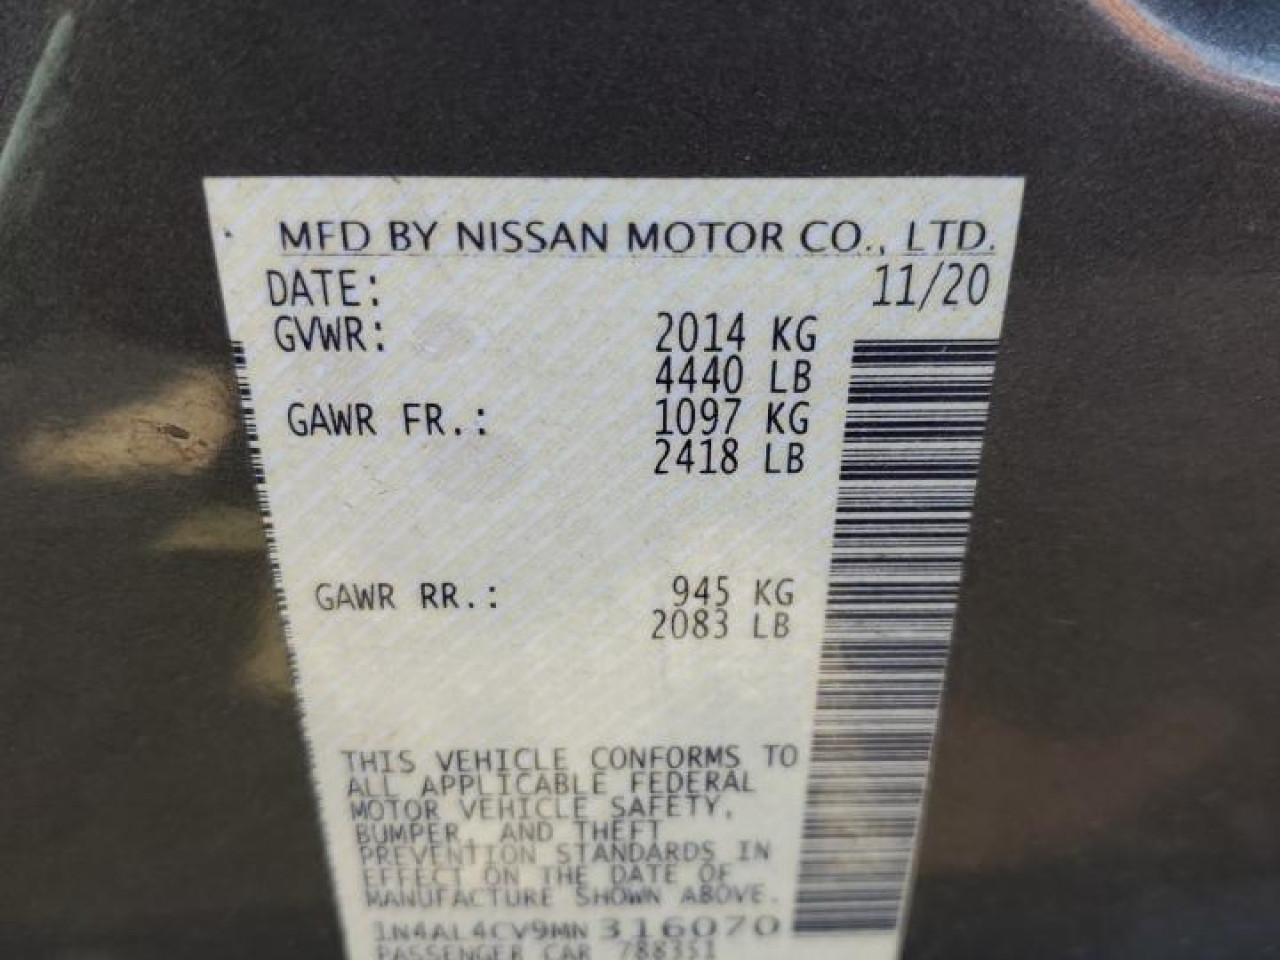 MFD BY NISSAN MOTOR CO., LTD.
DATE: 11/20
GVWR: 2014 KG
4440 LB
GAWR FR.: 1097 KG
2418 LB
GAWR RR.: 945 KG
2083 LB
THIS VEHICLE CONFORMS TO
ALL APPLICABLE FEDERAL
MOTOR VEHICLE SAFETY,
BUMPER, AND THEFT
PREVENTION STANDARDS IN
EFFECT ON THE DATE OF
MANUFACTURE SHOWN ABOVE.
1N4AL4CV9MN316070
PASSENGER CAR 788351